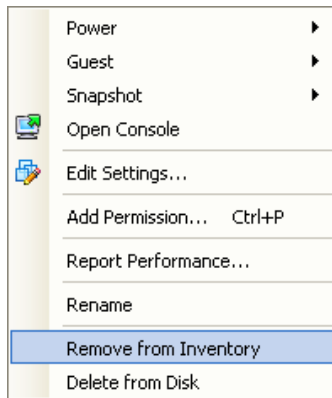 Power
Guest
Snapshot
Open Console
Edit Settings...
Add Permission... Ctrl+P
Report Performance...
Rename
Remove from Inventory
Delete from Disk